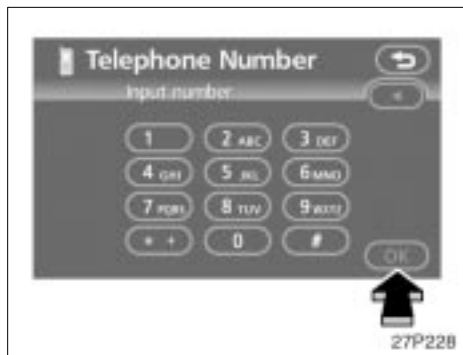 Telephone Number
Input number
1 2 ABC 3 DEF
4 GHI 5 JKL 6 MNO
7 PQRS 8 TUV 9 WXYZ
* + 0 #
OK
27P228